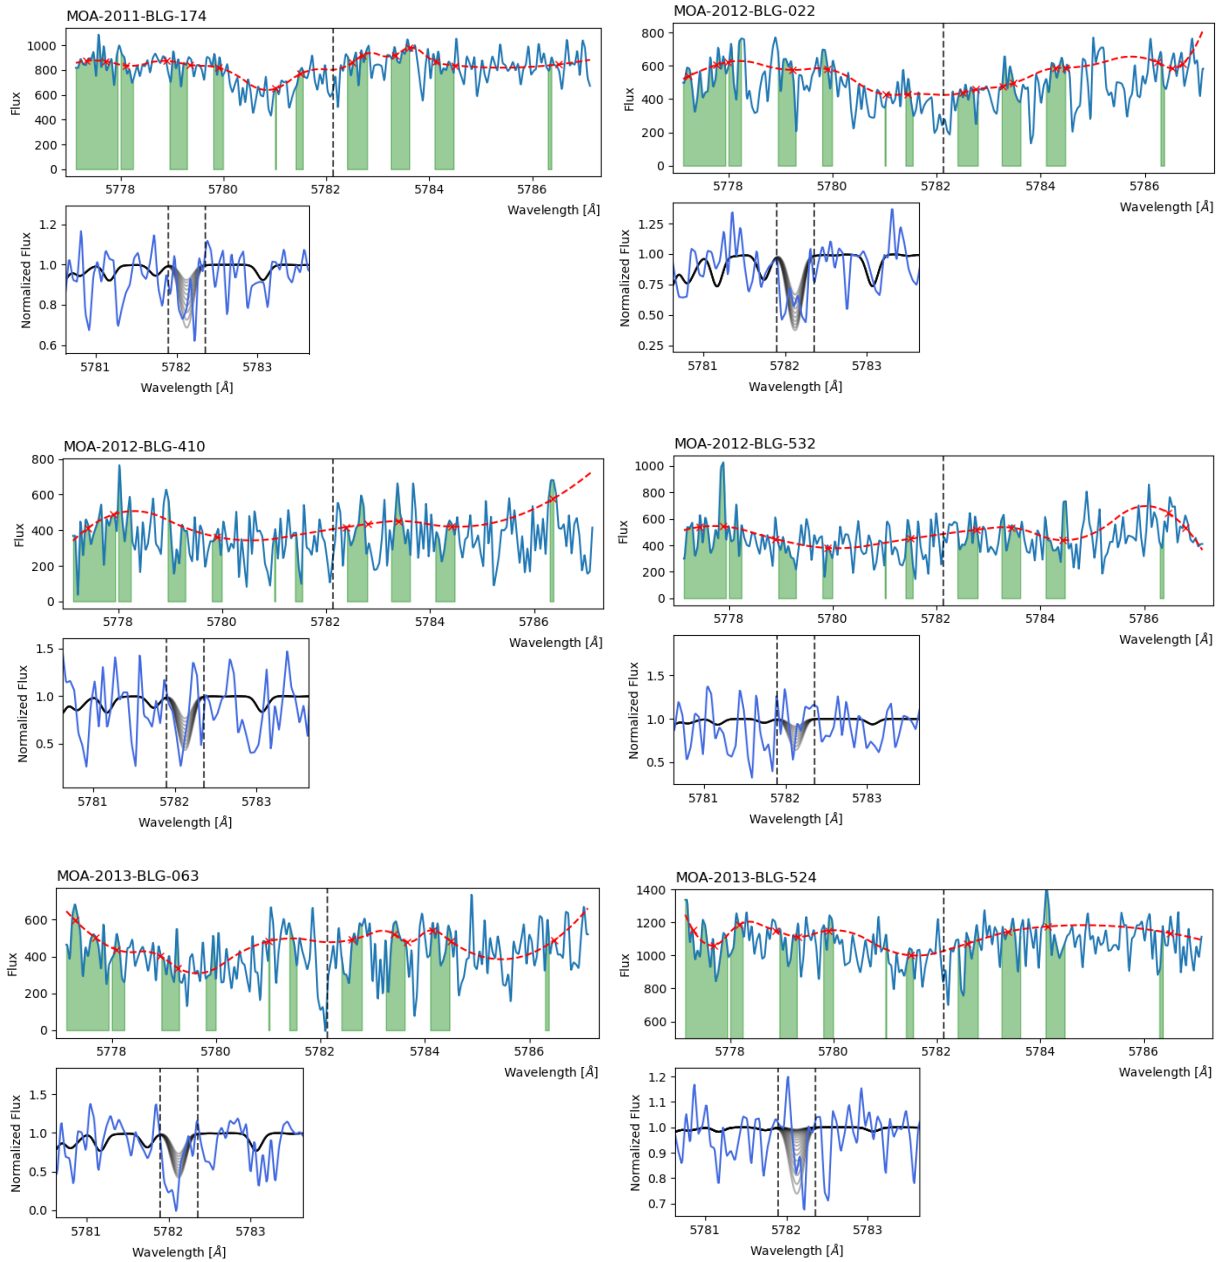 MOA-2011-BLG-174
Flux
1000
800
600
400
200
0
5778 5780 5782 5784 5786
Wavelength [Å]
Normalized Flux
1.2
1.0
0.8
0.6
5781 5782 5783
Wavelength [Å]
MOA-2012-BLG-022
Flux
800
600
400
200
0
5778 5780 5782 5784 5786
Wavelength [Å]
Normalized Flux
1.25
1.00
0.75
0.50
0.25
5781 5782 5783
Wavelength [Å]
MOA-2012-BLG-410
Flux
800
600
400
200
0
5778 5780 5782 5784 5786
Wavelength [Å]
Normalized Flux
1.5
1.0
0.5
5781 5782 5783
Wavelength [Å]
MOA-2012-BLG-532
Flux
1000
800
600
400
200
0
5778 5780 5782 5784 5786
Wavelength [Å]
Normalized Flux
1.5
1.0
0.5
5781 5782 5783
Wavelength [Å]
MOA-2013-BLG-063
Flux
600
400
200
0
5778 5780 5782 5784 5786
Wavelength [Å]
Normalized Flux
1.5
1.0
0.5
0.0
5781 5782 5783
Wavelength [Å]
MOA-2013-BLG-524
Flux
1400
1200
1000
800
600
5778 5780 5782 5784 5786
Wavelength [Å]
Normalized Flux
1.2
1.1
1.0
0.9
0.8
0.7
5781 5782 5783
Wavelength [Å]